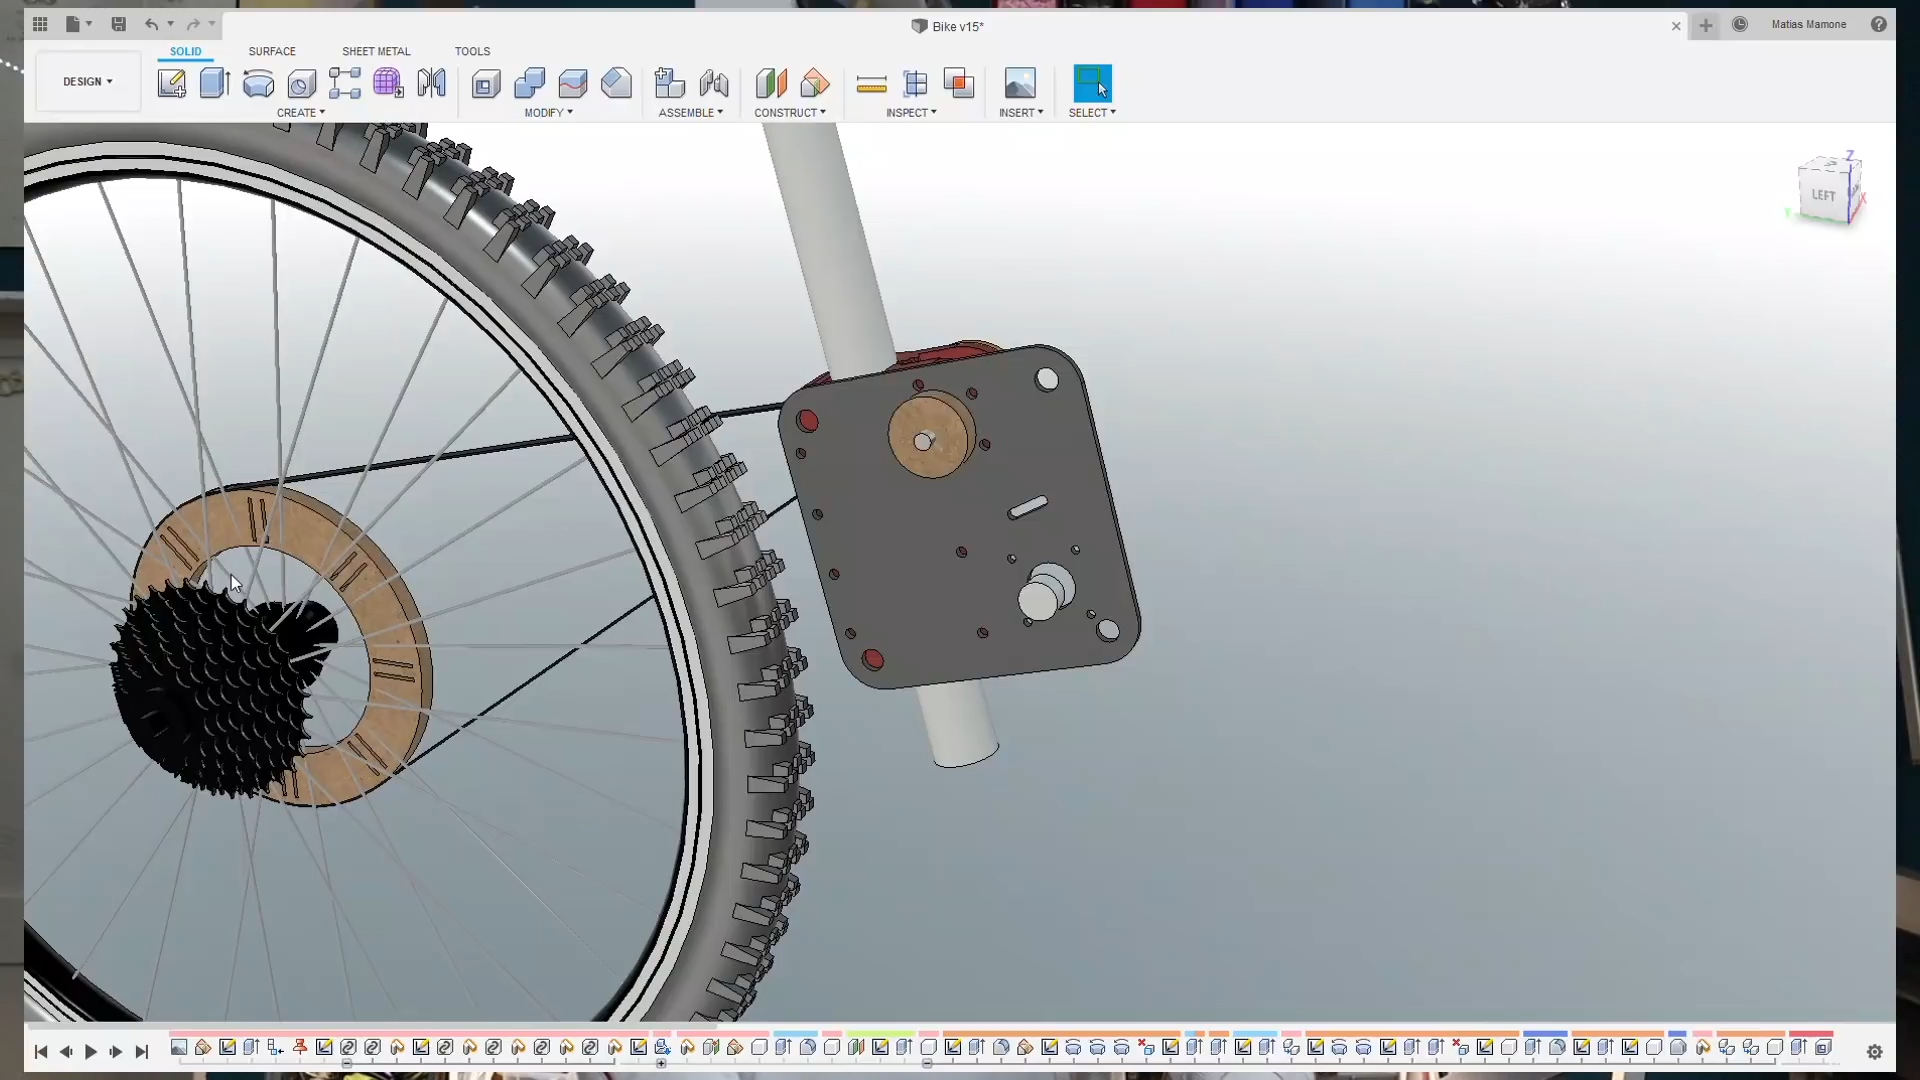 Bike v15*
Matias Mamone
SOLID
SURFACE
SHEET METAL
TOOLS
DESIGN
CREATE
MODIFY
ASSEMBLE
CONSTRUCT
INSPECT
INSERT
SELECT
Z
LEFT
X
Y